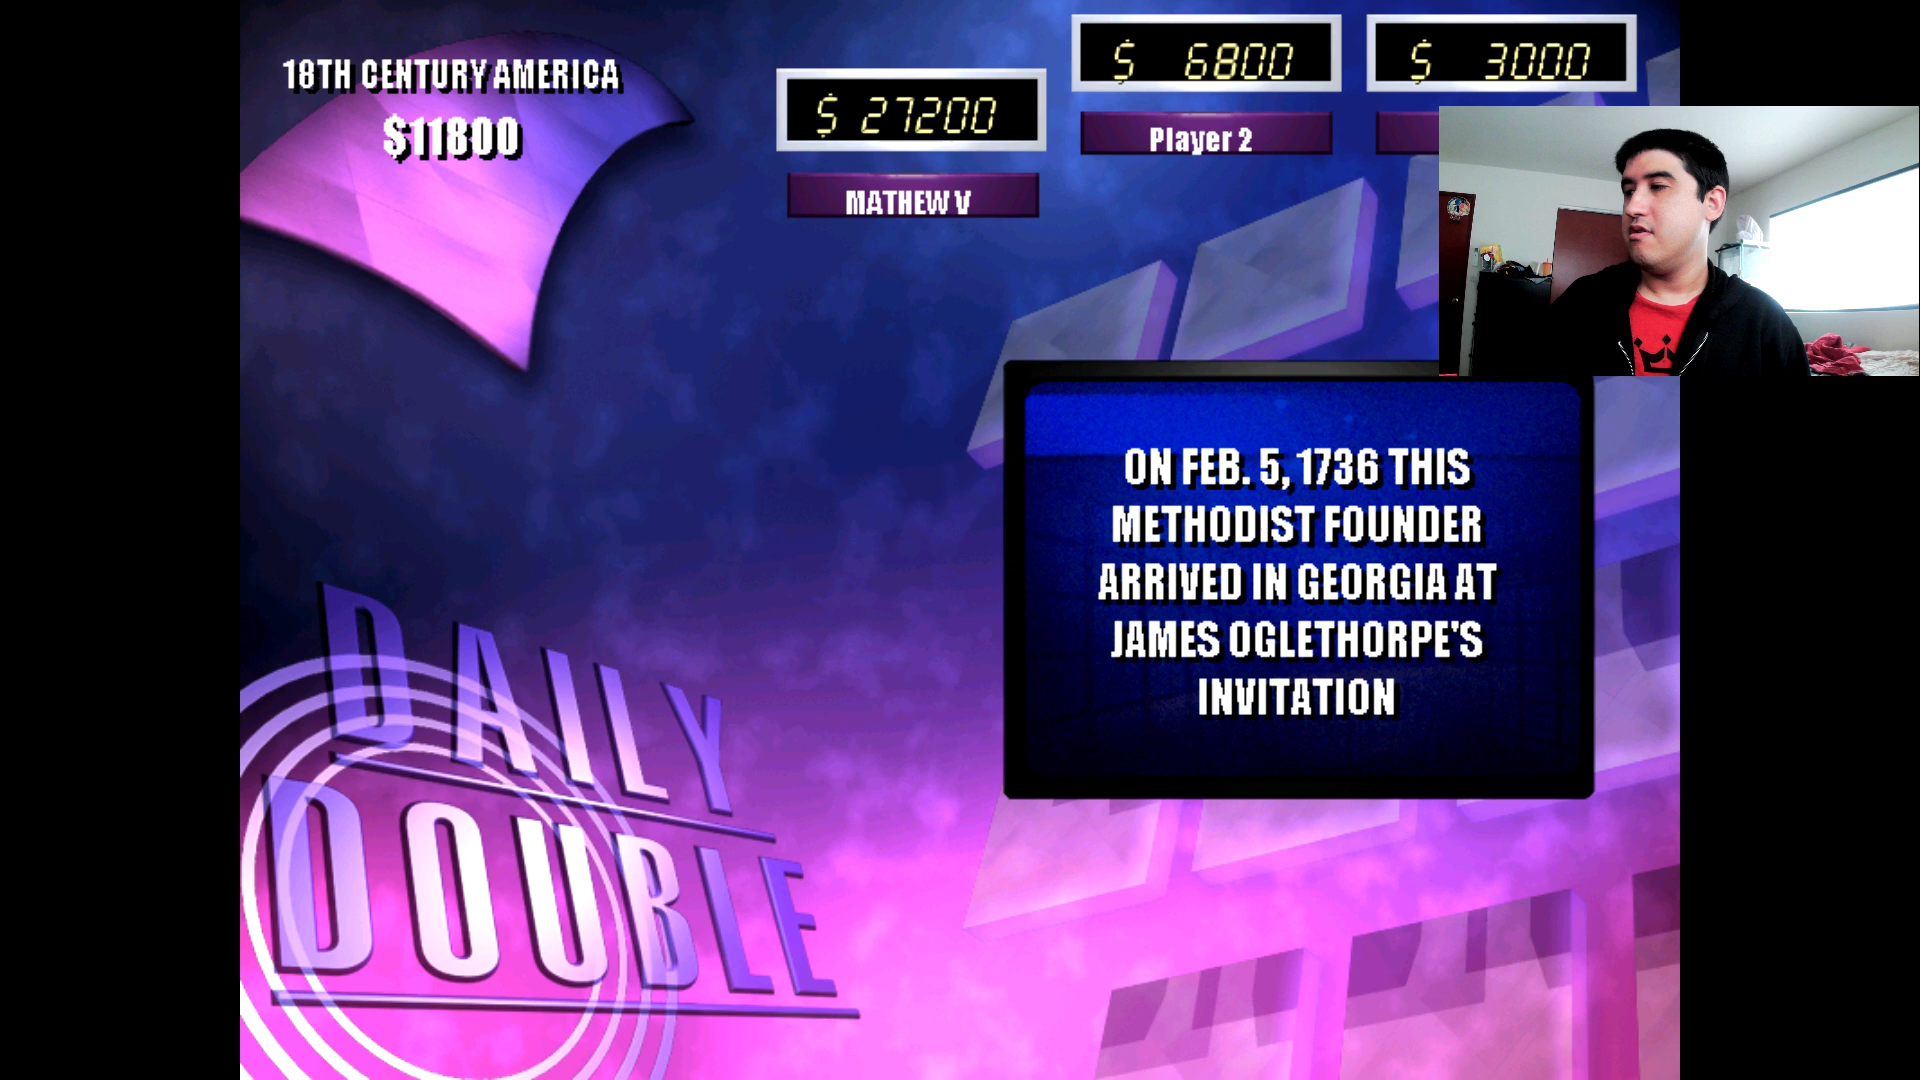 18TH CENTURY AMERICA
$11800
$ 27200
MATHEW V
$ 6800
Player 2
$ 3000
ON FEB. 5, 1736 THIS
METHODIST FOUNDER
ARRIVED IN GEORGIA AT
JAMES OGLETHORPE'S
INVITATION
DAILY
DOUBLE